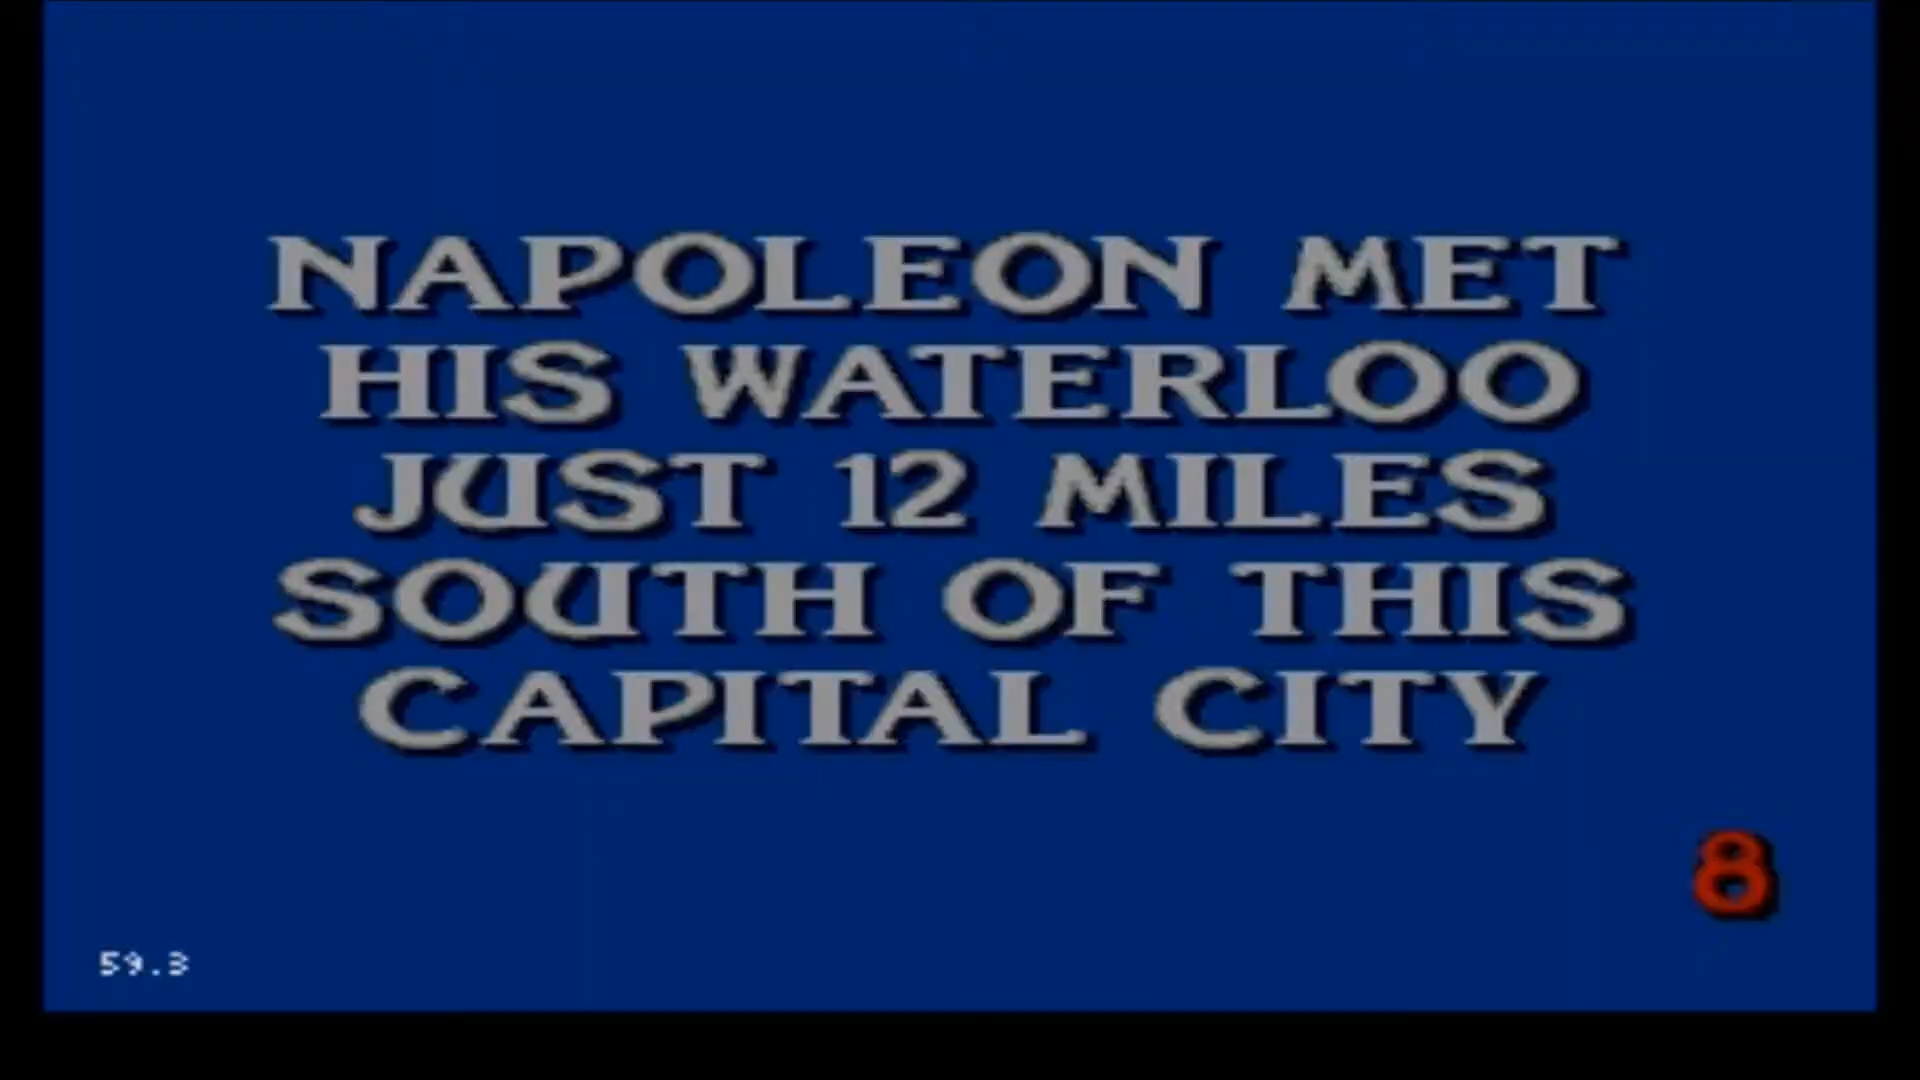 NAPOLEON MET
HIS WATERLOO
JUST 12 MILES
SOUTH OF THIS
CAPITAL CITY
8
59.3